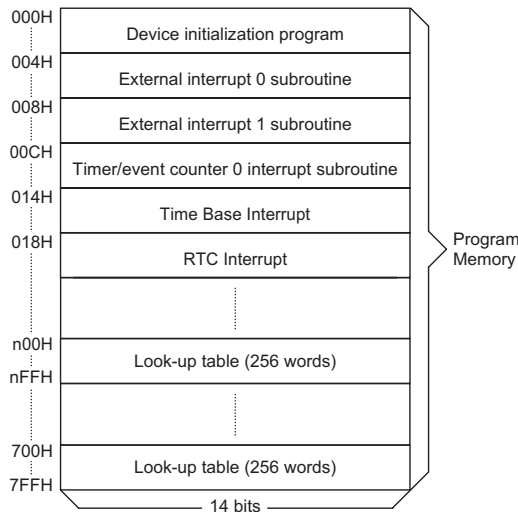 000H
Device initialization program
004H
External interrupt 0 subroutine
008H
External interrupt 1 subroutine
00CH
Timer/event counter 0 interrupt subroutine
014H
Time Base Interrupt
018H
RTC Interrupt
Program
Memory
n00H
Look-up table (256 words)
nFFH
700H
Look-up table (256 words)
7FFH
14 bits